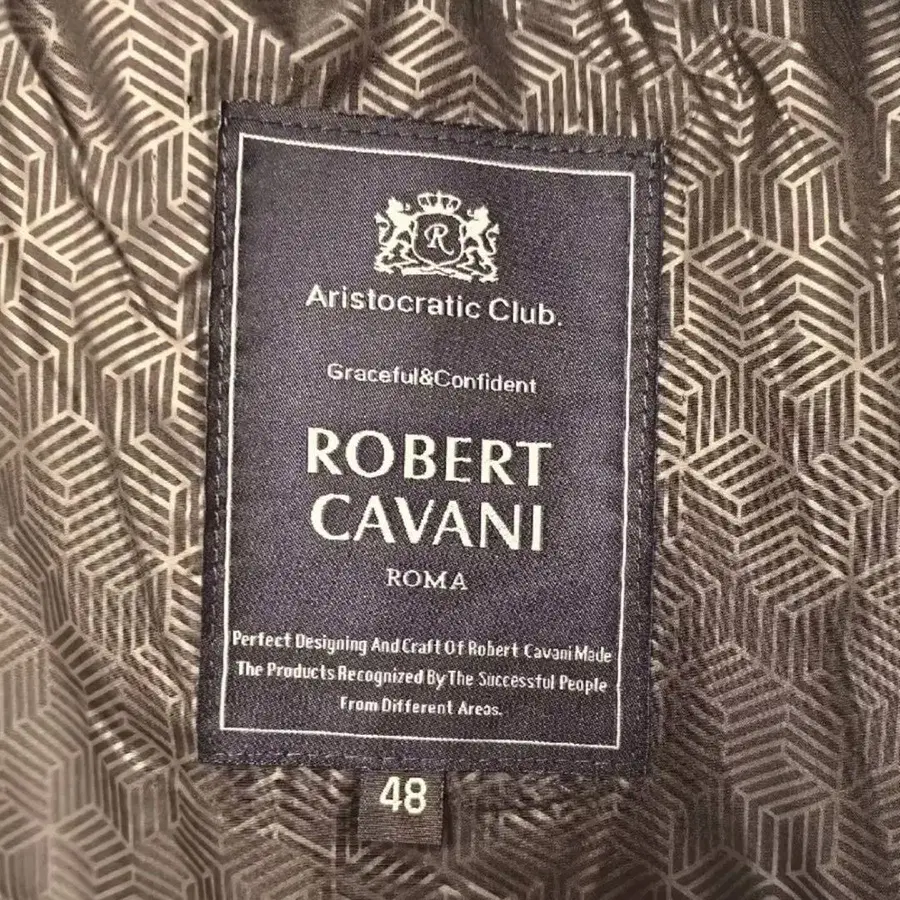 R
Aristocratic Club.
Graceful&Confident
ROBERT
CAVANI
ROMA
Perfect Designing And Craft Of Robert Cavani Made
The Products Recognized By The Successful People
From Different Areas.
48